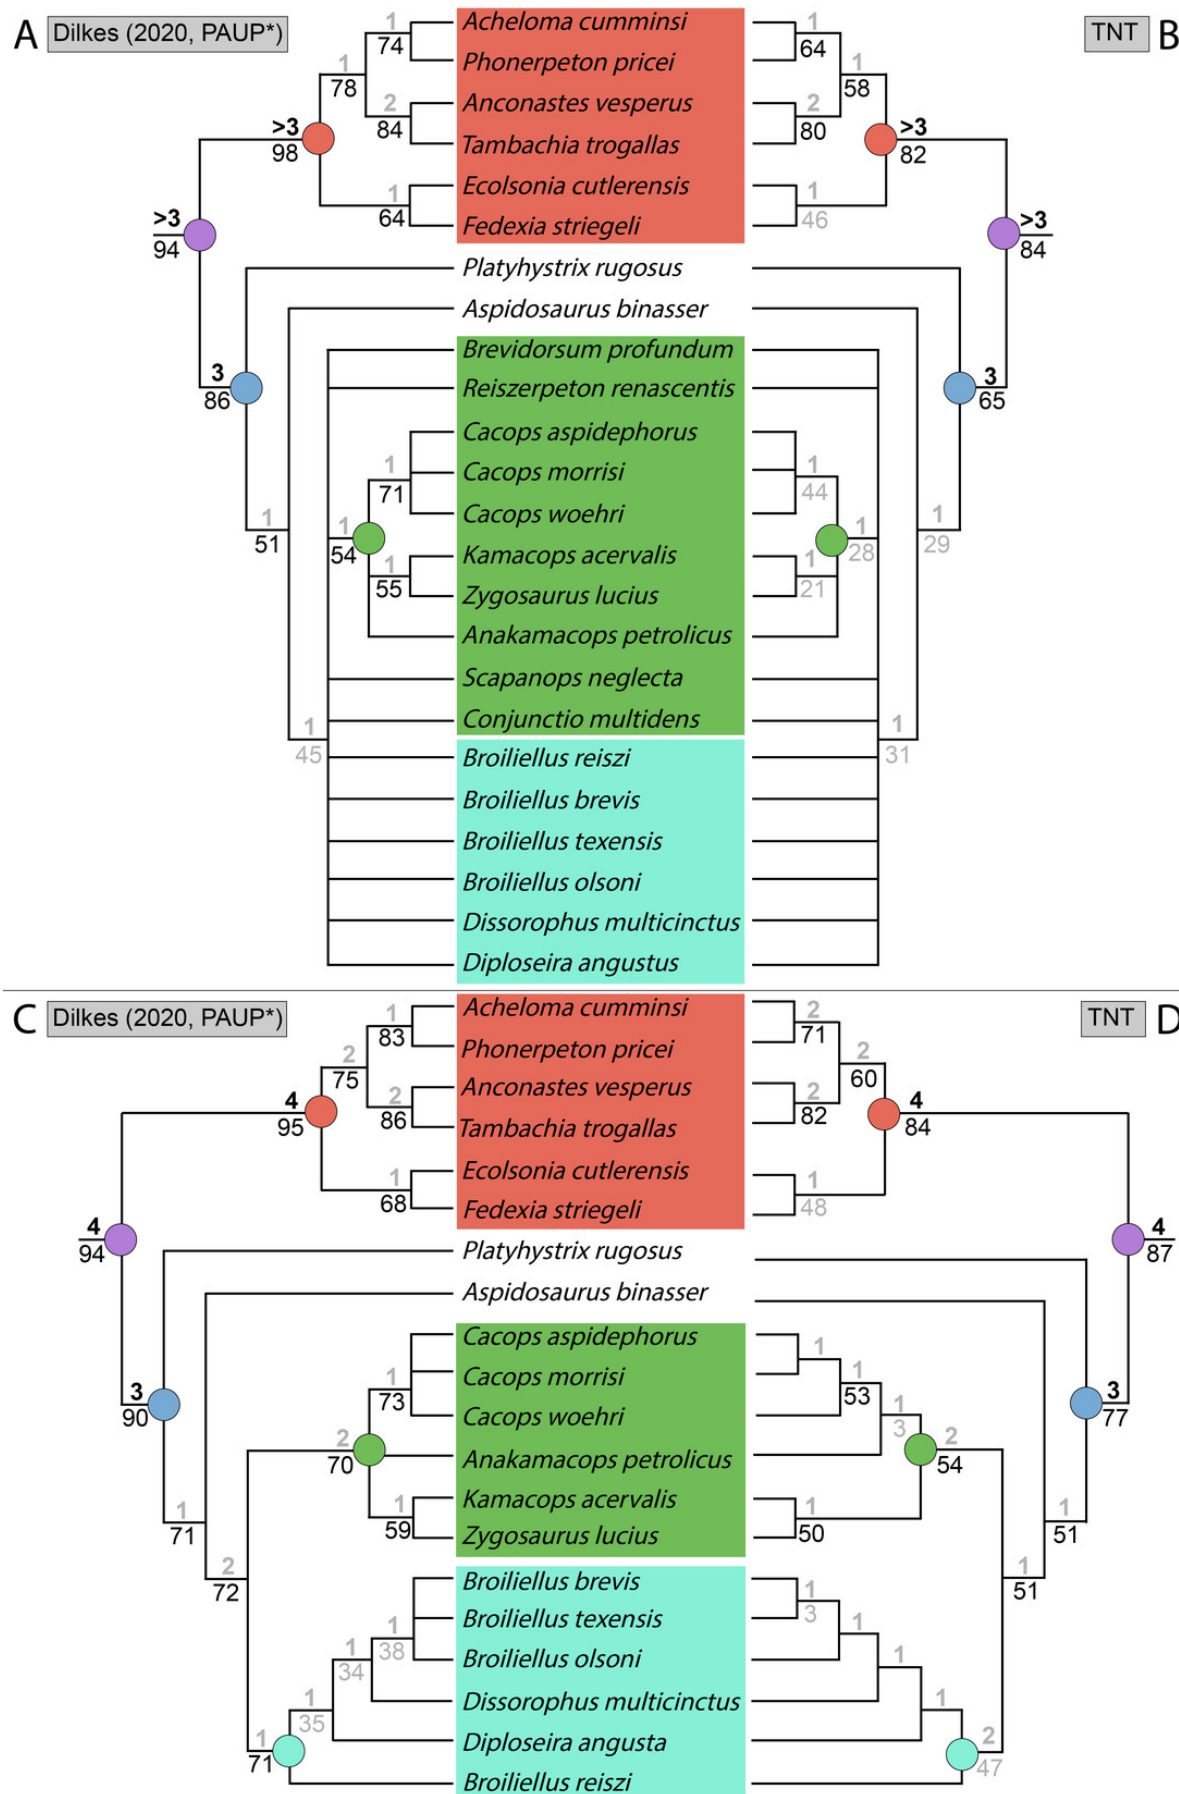 A Dilkes (2020, PAUP*)
TNT B
1
74
1
78
2
84
>3
98
1
64
>3
94
3
86
1
51
1
45
1
54
1
71
1
55
Acheloma cumminsi
Phonerpeton pricei
Anconastes vesperus
Tambachia trogallas
Ecolsonia cutlerensis
Fedexia striegeli
Platyhystrix rugosus
Aspidosaurus binasser
Brevidorsum profundum
Reiszerpeton renascentis
Cacops aspidephorus
Cacops morrisi
Cacops woehri
Kamacops acervalis
Zygosaurus lucius
Anakamacops petrolicus
Scapanops neglecta
Conjunctio multidens
Broiliellus reiszi
Broiliellus brevis
Broiliellus texensis
Broiliellus olsoni
Dissorophus multicinctus
Diploseira angustus
1
64
1
58
2
80
>3
82
1
46
>3
84
3
65
1
44
1
28
1
21
1
29
1
31
C Dilkes (2020, PAUP*)
TNT D
1
83
2
75
2
86
4
95
1
68
4
94
3
90
1
71
2
72
1
73
2
70
1
59
1
38
1
34
1
35
1
71
Acheloma cumminsi
Phonerpeton pricei
Anconastes vesperus
Tambachia trogallas
Ecolsonia cutlerensis
Fedexia striegeli
Platyhystrix rugosus
Aspidosaurus binasser
Cacops aspidephorus
Cacops morrisi
Cacops woehri
Anakamacops petrolicus
Kamacops acervalis
Zygosaurus lucius
Broiliellus brevis
Broiliellus texensis
Broiliellus olsoni
Dissorophus multicinctus
Diploseira angusta
Broiliellus reiszi
2
71
2
60
2
82
4
84
1
48
4
87
3
77
1
1
53
1
3
2
54
1
50
1
51
1
51
1
3
1
1
1
2
47